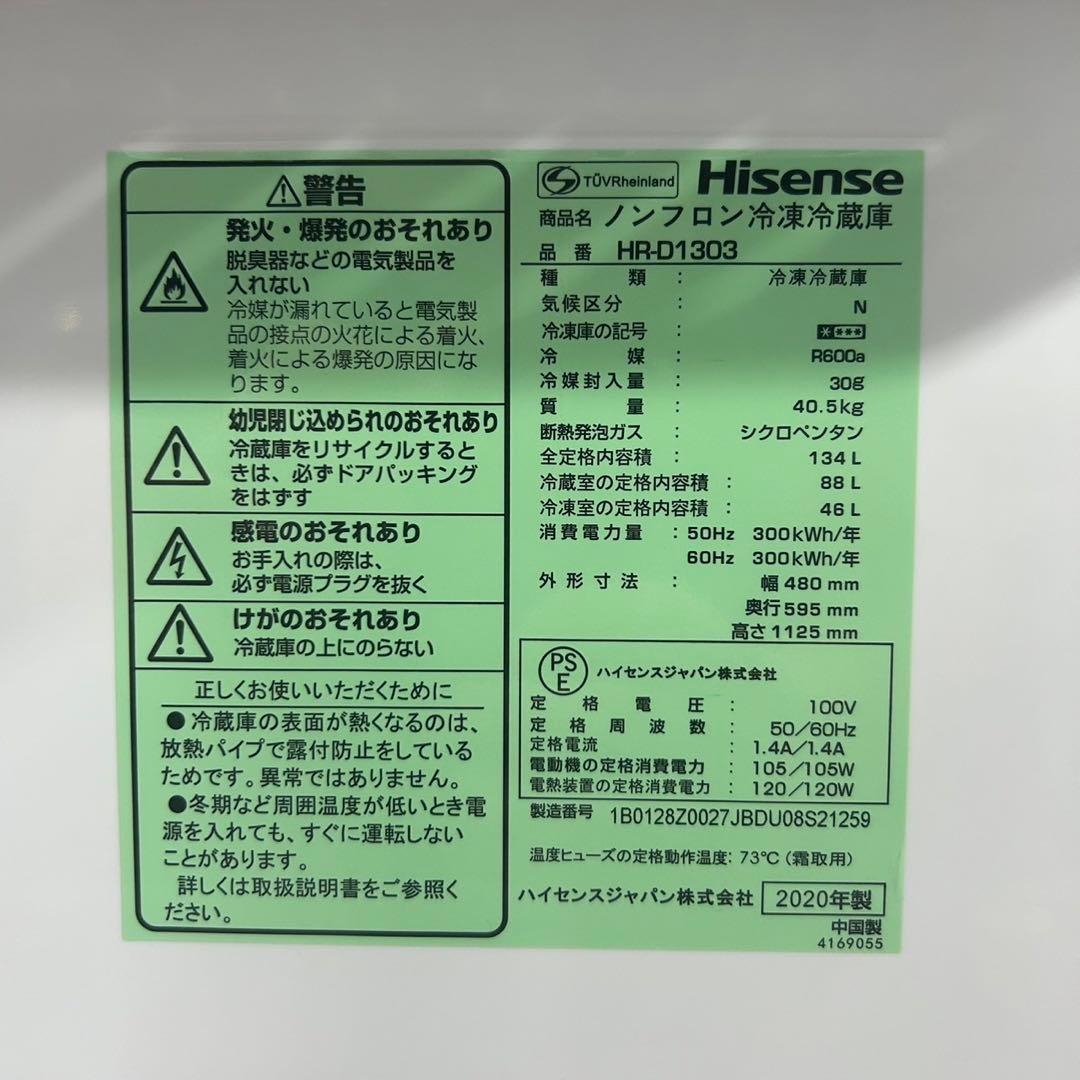 ⚠警告
発火・爆発のおそれあり
脱臭器などの電気製品を
入れない
冷媒が漏れていると電気製
品の接点の火花による着火、
着火による爆発の原因にな
ります。
幼児閉じ込められのおそれあり
冷蔵庫をリサイクルすると
きは、必ずドアパッキング
をはずす
感電のおそれあり
お手入れの際は、
必ず電源プラグを抜く
けがのおそれあり
冷蔵庫の上にのらない
正しくお使いいただくために
●冷蔵庫の表面が熱くなるのは、
放熱パイプで露付防止をしている
ためです。異常ではありません。
●冬期など周囲温度が低いとき電
源を入れても、すぐに運転しない
ことがあります。
詳しくは取扱説明書をご参照く
ださい。
TÜVRheinland Hisense
商品名 ノンフロン冷凍冷蔵庫
品番 HR-D1303
種類 : 冷凍冷蔵庫
気候区分 : N
冷凍庫の記号 : ****
冷媒 : R600a
冷媒封入量 : 30g
質量 : 40.5kg
断熱発泡ガス : シクロペンタン
全定格内容積 : 134 L
冷蔵室の定格内容積 : 88 L
冷凍室の定格内容積 : 46 L
消費電力量 : 50Hz 300kWh/年
60Hz 300kWh/年
外形寸法 : 幅 480 mm
奥行 595 mm
高さ 1125 mm
PSE ハイセンスジャパン株式会社
定格電圧 : 100V
定格周波数 : 50/60Hz
定格電流 : 1.4A/1.4A
電動機の定格消費電力 : 105/105W
電熱装置の定格消費電力 : 120/120W
製造番号 1B0128Z0027JBDU08S21259
温度ヒューズの定格動作温度: 73℃(霜取用)
ハイセンスジャパン株式会社 2020年製
中国製
4169055